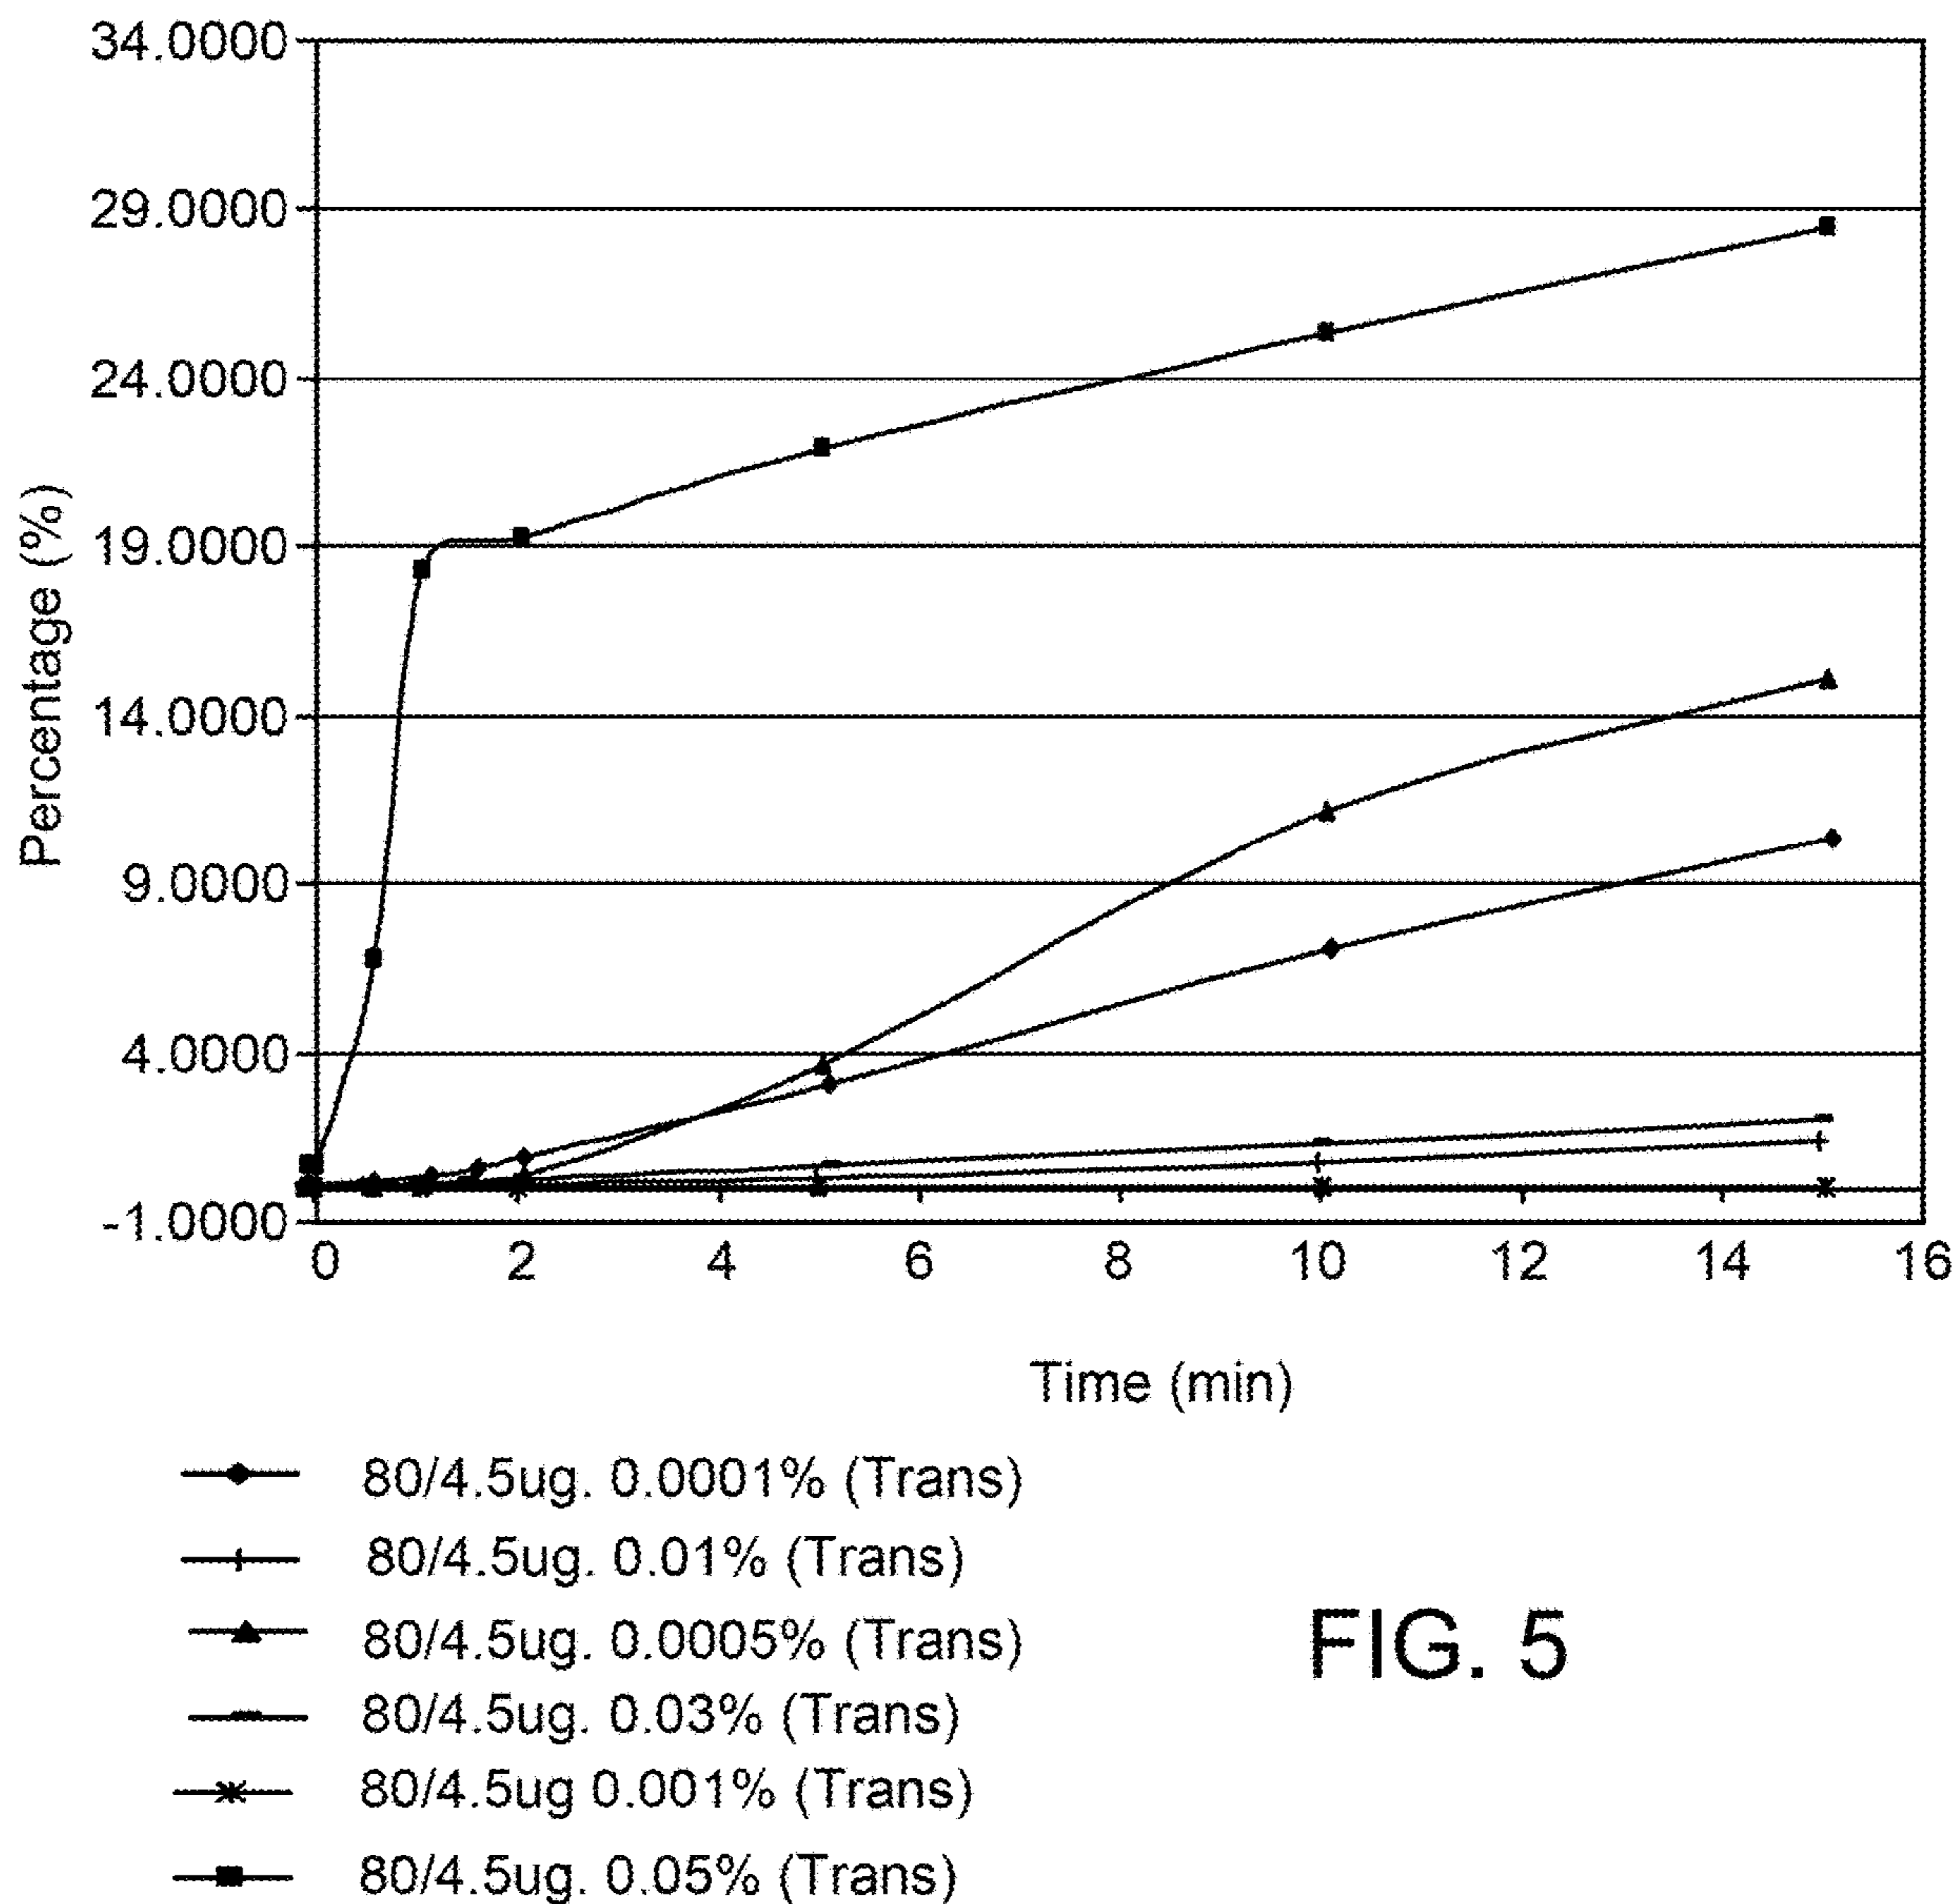 34.0000
29.0000
24.0000
19.0000
14.0000
9.0000
4.0000
-1.0000
Percentage (%)
0 2 4 6 8 10 12 14 16
Time (min)
80/4.5ug. 0.0001% (Trans)
80/4.5ug. 0.01% (Trans)
80/4.5ug. 0.0005% (Trans)
80/4.5ug. 0.03% (Trans)
80/4.5ug 0.001% (Trans)
80/4.5ug. 0.05% (Trans)
FIG. 5